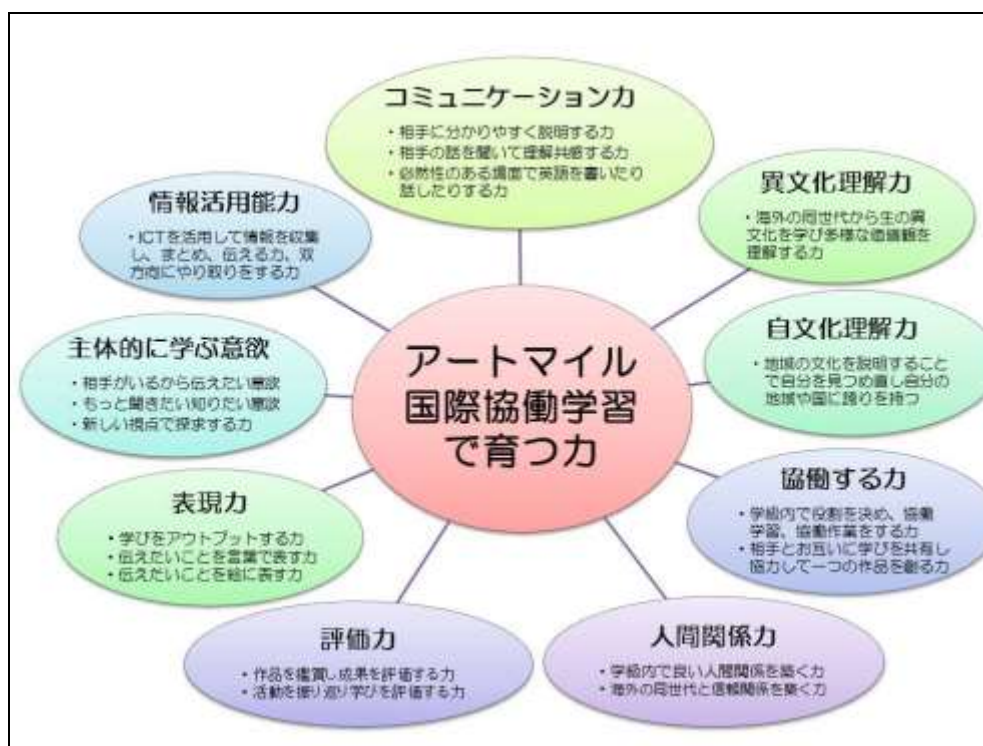 コミュニケーション力
・相手に分かりやすく説明する力
・相手の話を聞いて理解共感する力
・必然性のある場面で英語を書いたり
話したりする力
異文化理解力
・海外の同世代から生の異
文化を学び多様な価値観を
理解する力
自文化理解力
・地域の文化を説明すること
で自分を見つめ直し自分の
地域や国に誇りを持つ
協働する力
・学級内で役割を決め、協働
学習、協働作業をする力
・相手とお互いに学びを共有し
協力して一つの作品を創る力
人間関係力
・学級内で良い人間関係を築く力
・海外の同世代と信頼関係を築く力
評価力
・作品を鑑賞し成果を評価する力
・活動を振り返り学びを評価する力
表現力
・学びをアウトプットする力
・伝えたいことを言葉で表す力
・伝えたいことを絵に表す力
主体的に学ぶ意欲
・相手がいるから伝えたい意欲
・もっと聞きたい知りたい意欲
・新しい視点で探求する力
情報活用能力
・ICTを活用して情報を収集
し、まとめ、伝える力、双
方向にやり取りをする力
アートマイル
国際協働学習
で育つ力